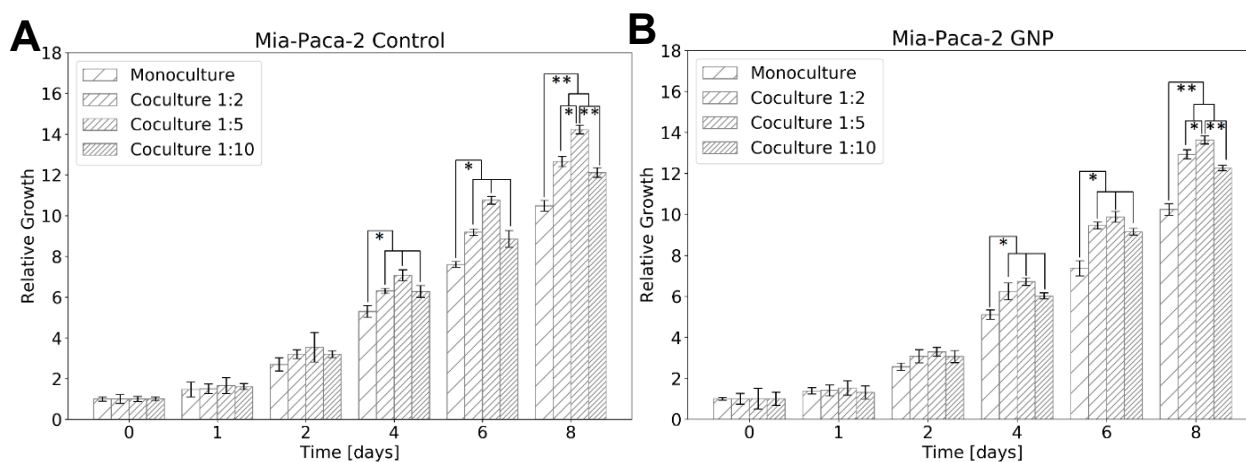 A
Mia-Paca-2 Control
Monoculture
Coculture 1:2
Coculture 1:5
Coculture 1:10
Relative Growth
18
16
14
12
10
8
6
4
2
0
* 
*
**
* **
0 1 2 4 6 8
Time [days]
B
Mia-Paca-2 GNP
Monoculture
Coculture 1:2
Coculture 1:5
Coculture 1:10
Relative Growth
18
16
14
12
10
8
6
4
2
0
*
*
**
* **
0 1 2 4 6 8
Time [days]